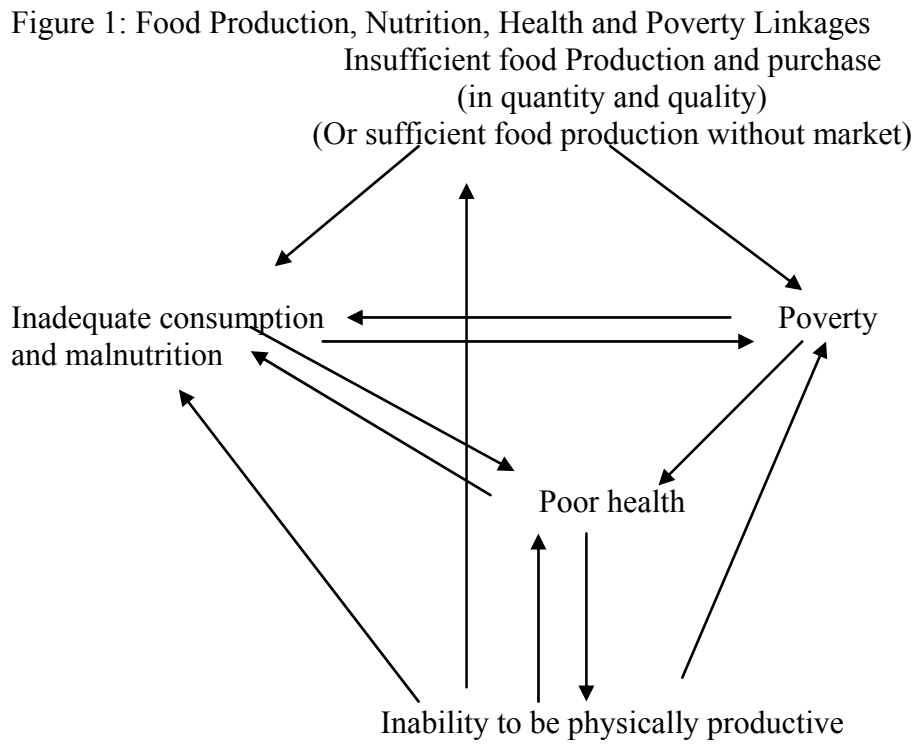 Figure 1: Food Production, Nutrition, Health and Poverty Linkages
Insufficient food Production and purchase
(in quantity and quality)
(Or sufficient food production without market)
Inadequate consumption
and malnutrition
Poverty
Poor health
Inability to be physically productive